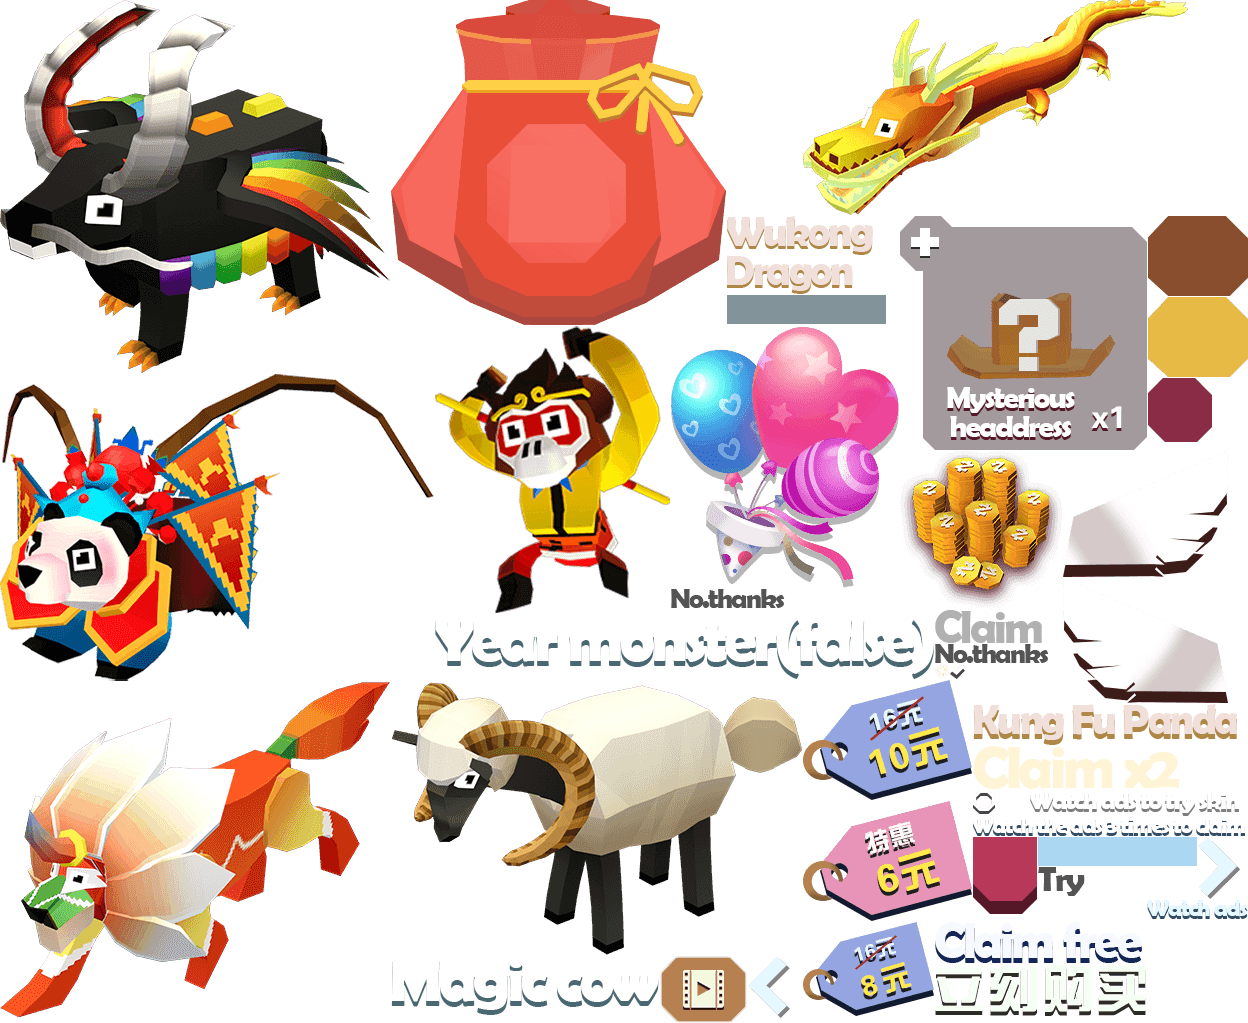 Wukong
Dragon
Mysterious
headdress
x1
No.thanks
Claim
No.thanks
Year monster(false)
16元
10元
Kung Fu Panda
Claim x2
Watch ads to try skin
Watch the ads 3 times to claim
特惠
6元
Try
Watch ads
16元
8元
Claim free
Magic cow
立刻购买